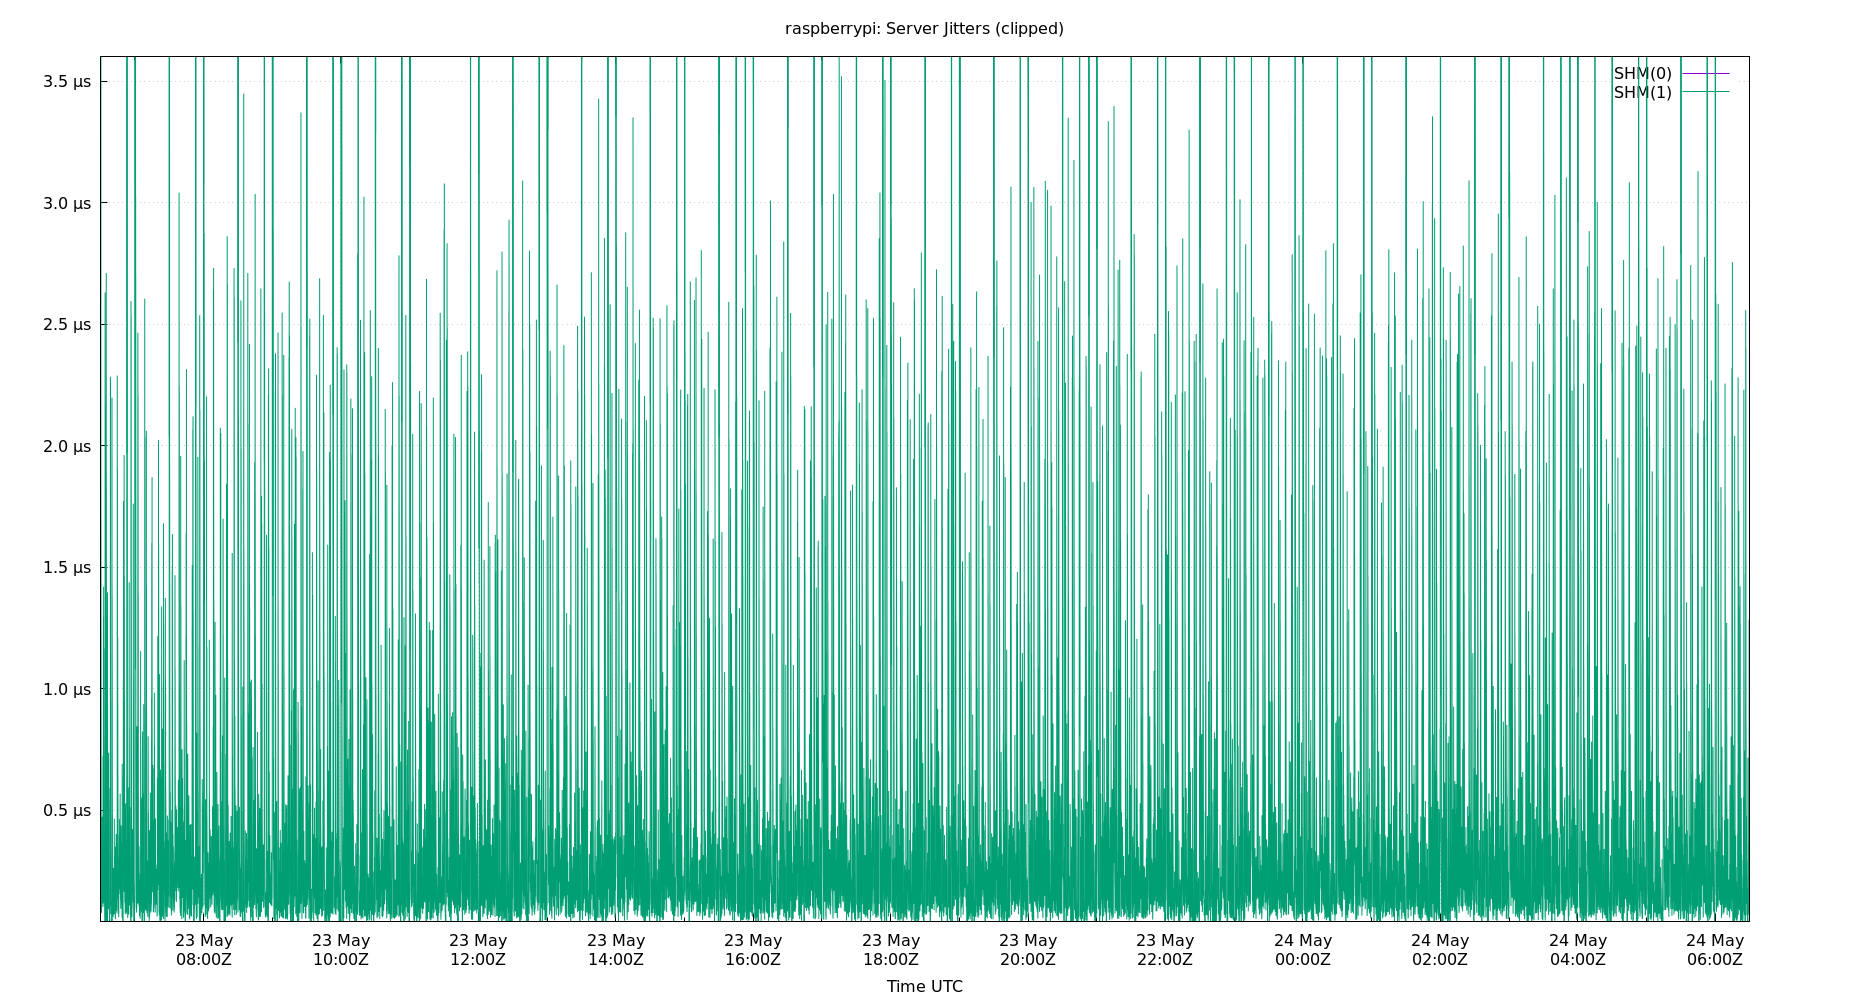 raspberrypi: Server Jitters (clipped)
3.5 µs
3.0 µs
2.5 µs
2.0 µs
1.5 µs
1.0 µs
0.5 µs
SHM(0)
SHM(1)
23 May 23 May 23 May 23 May 23 May 23 May 23 May 23 May 24 May 24 May 24 May 24 May
08:00Z 10:00Z 12:00Z 14:00Z 16:00Z 18:00Z 20:00Z 22:00Z 00:00Z 02:00Z 04:00Z 06:00Z
Time UTC